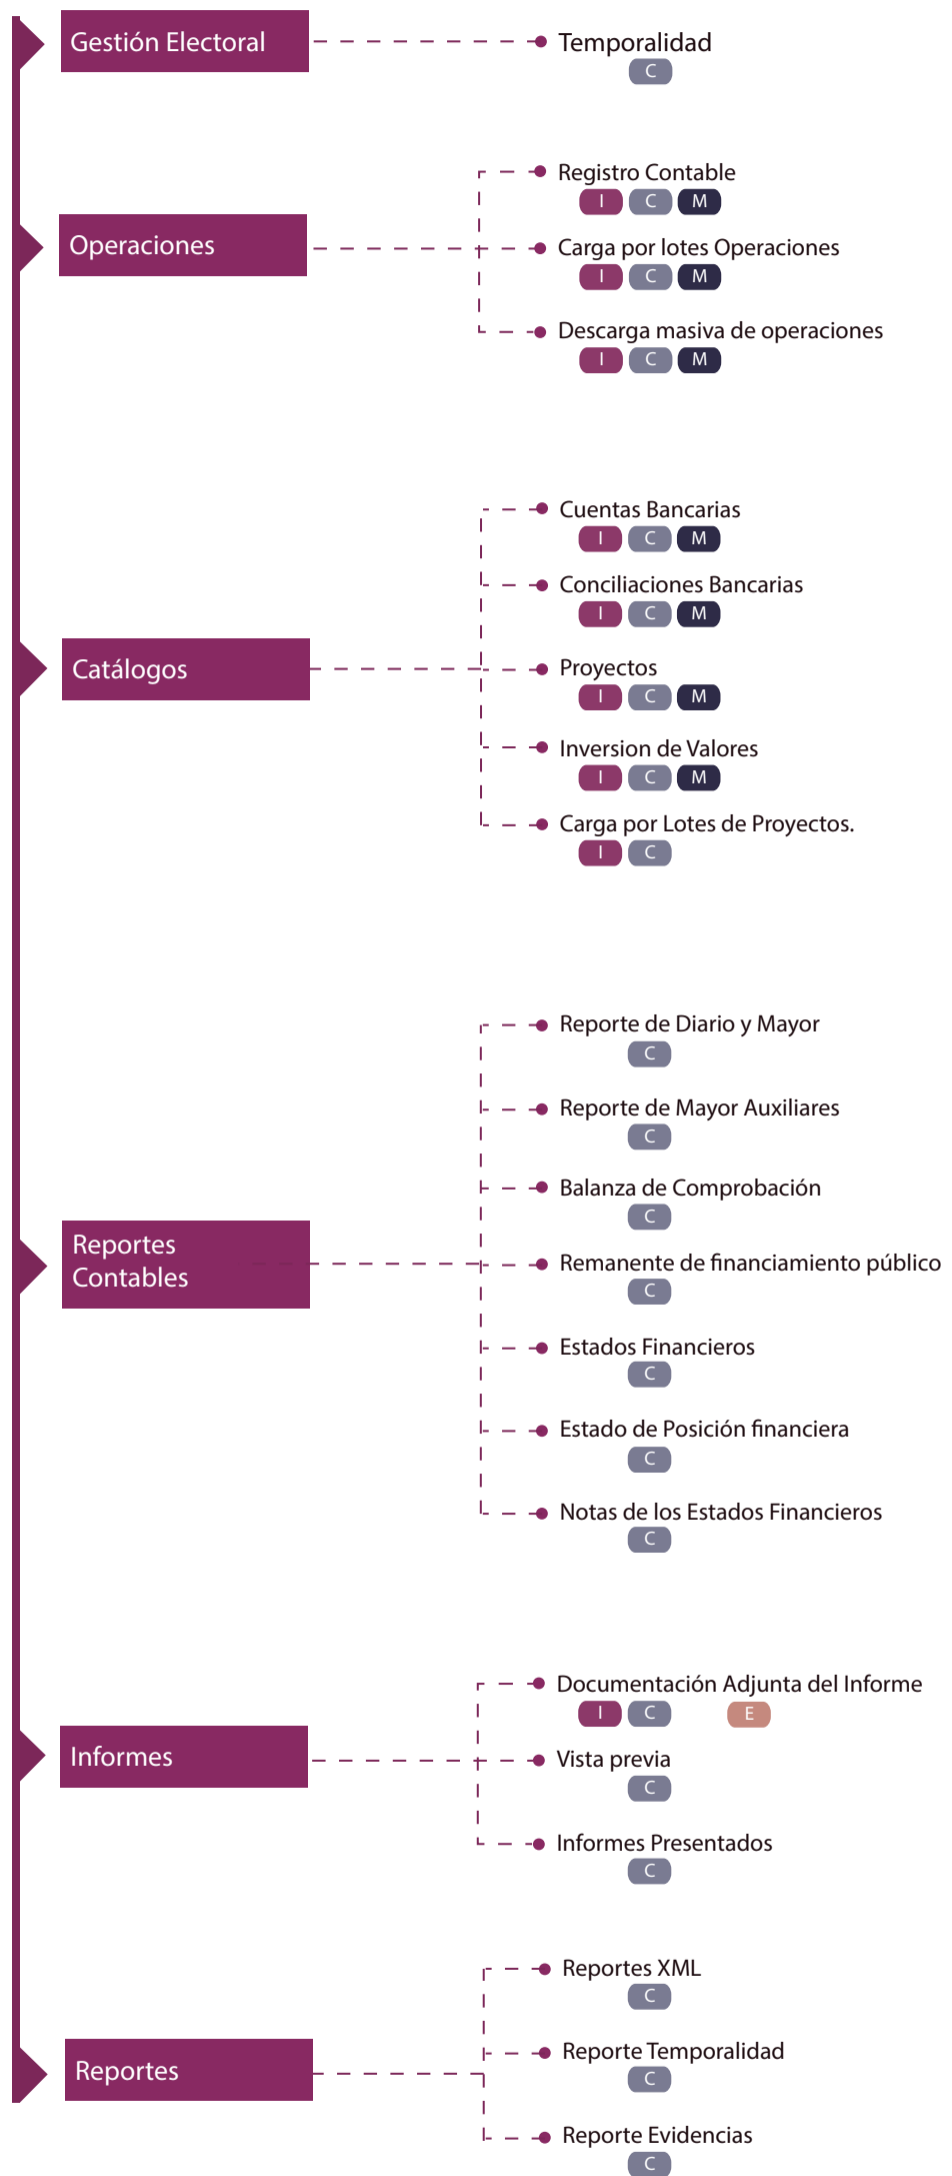 Gestión Electoral
Temporalidad
C
Operaciones
Registro Contable
I C M
Carga por lotes Operaciones
I C M
Descarga masiva de operaciones
I C M
Catálogos
Cuentas Bancarias
I C M
Conciliaciones Bancarias
I C M
Proyectos
I C M
Inversion de Valores
I C M
Carga por Lotes de Proyectos.
I C
Reportes
Contables
Reporte de Diario y Mayor
C
Reporte de Mayor Auxiliares
C
Balanza de Comprobación
C
Remanente de financiamiento público
C
Estados Financieros
C
Estado de Posición financiera
C
Notas de los Estados Financieros
C
Informes
Documentación Adjunta del Informe
I C E
Vista previa
C
Informes Presentados
C
Reportes
Reportes XML
C
Reporte Temporalidad
C
Reporte Evidencias
C